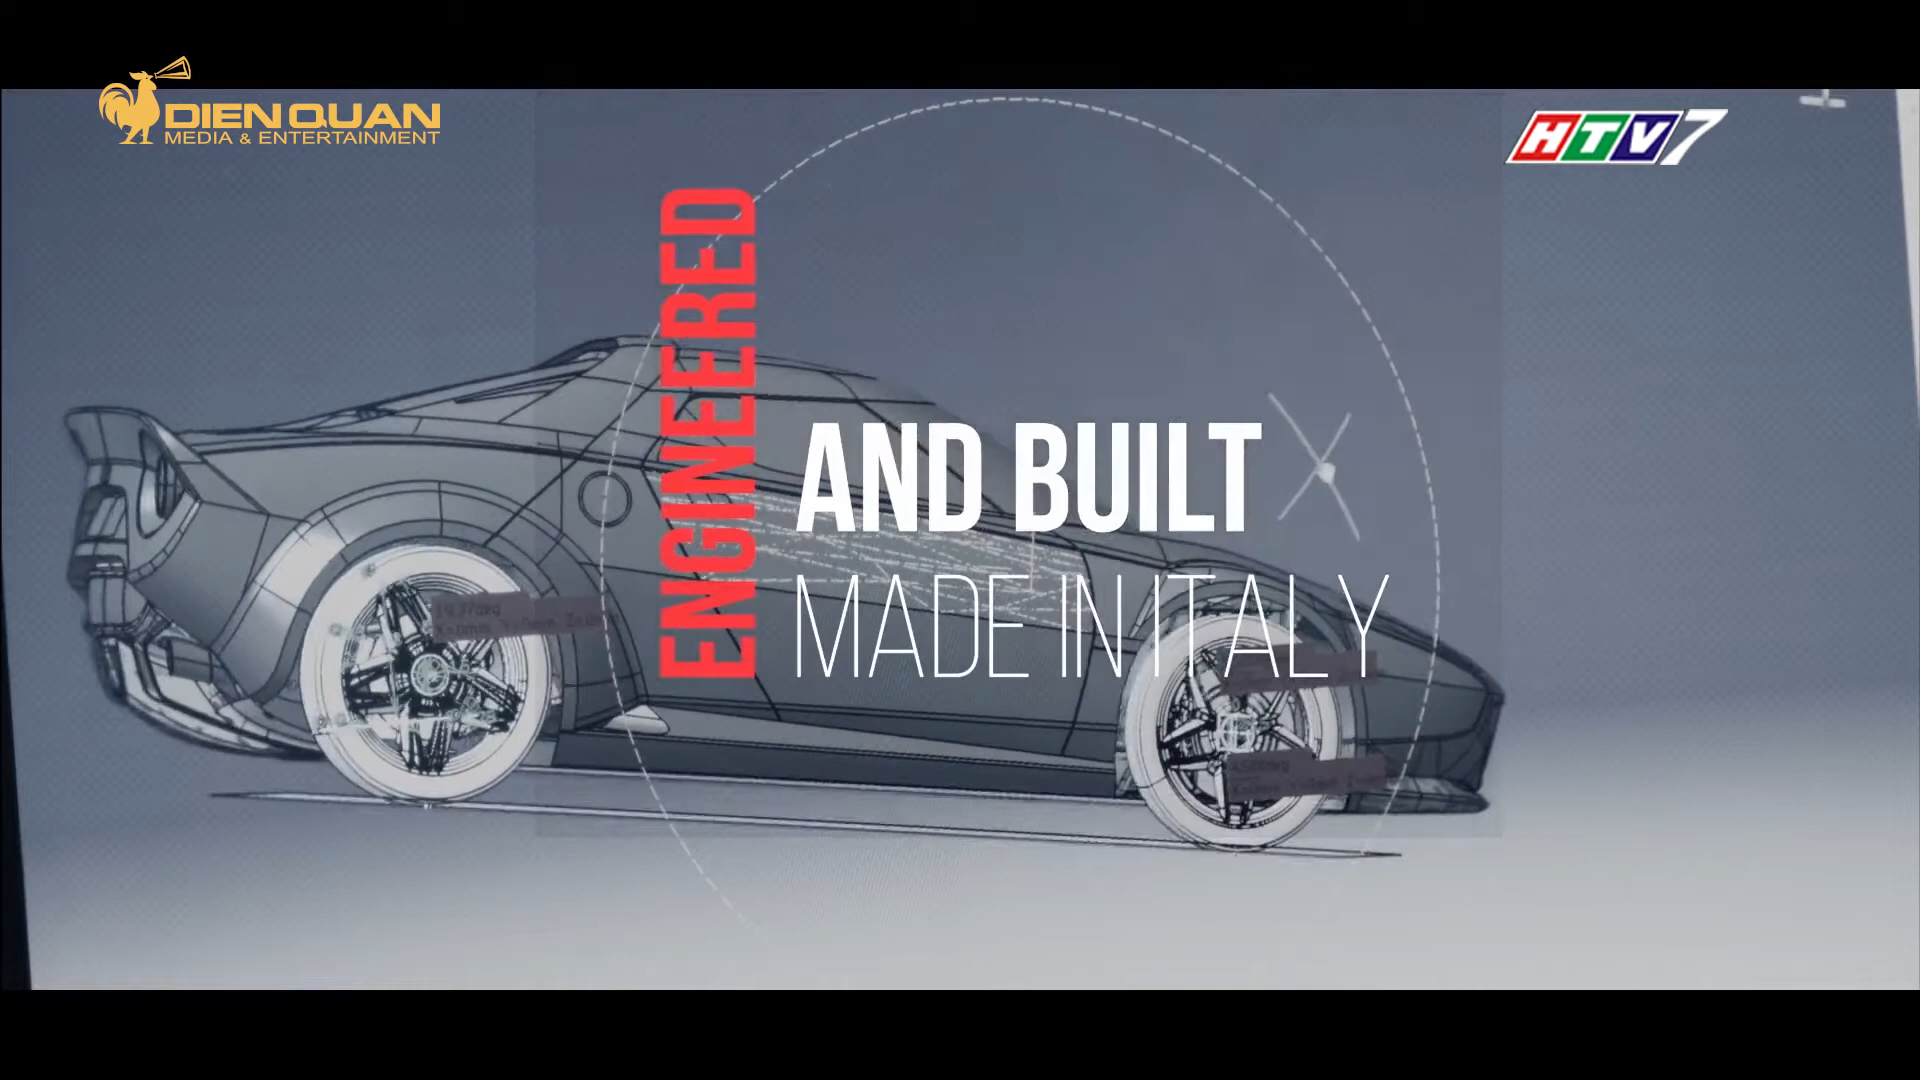 DIEN QUAN
MEDIA & ENTERTAINMENT
HTV7
ENGINEERED
AND BUILT
MADE IN ITALY